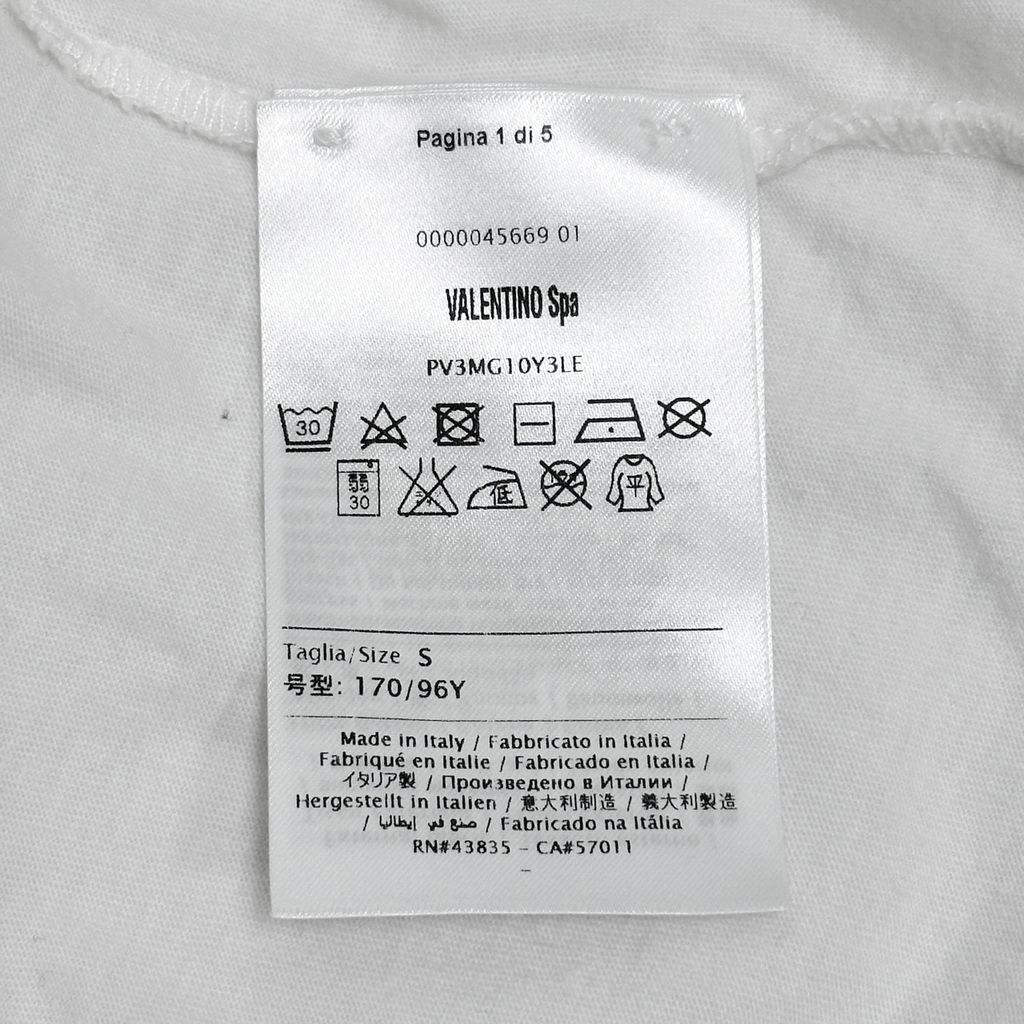 Pagina 1 di 5
0000045669 01
VALENTINO Spa
PV3MG10Y3LE
30
弱
30
低
平
Taglia/Size S
号型: 170/96Y
Made in Italy / Fabbricato in Italia /
Fabriqué en Italie / Fabricado en Italia /
イタリア製 / Произведено в Италии /
Hergestellt in Italien / 意大利制造 / 義大利製造
/ صنع في إيطاليا / Fabricado na Itália
RN#43835 - CA#57011
-